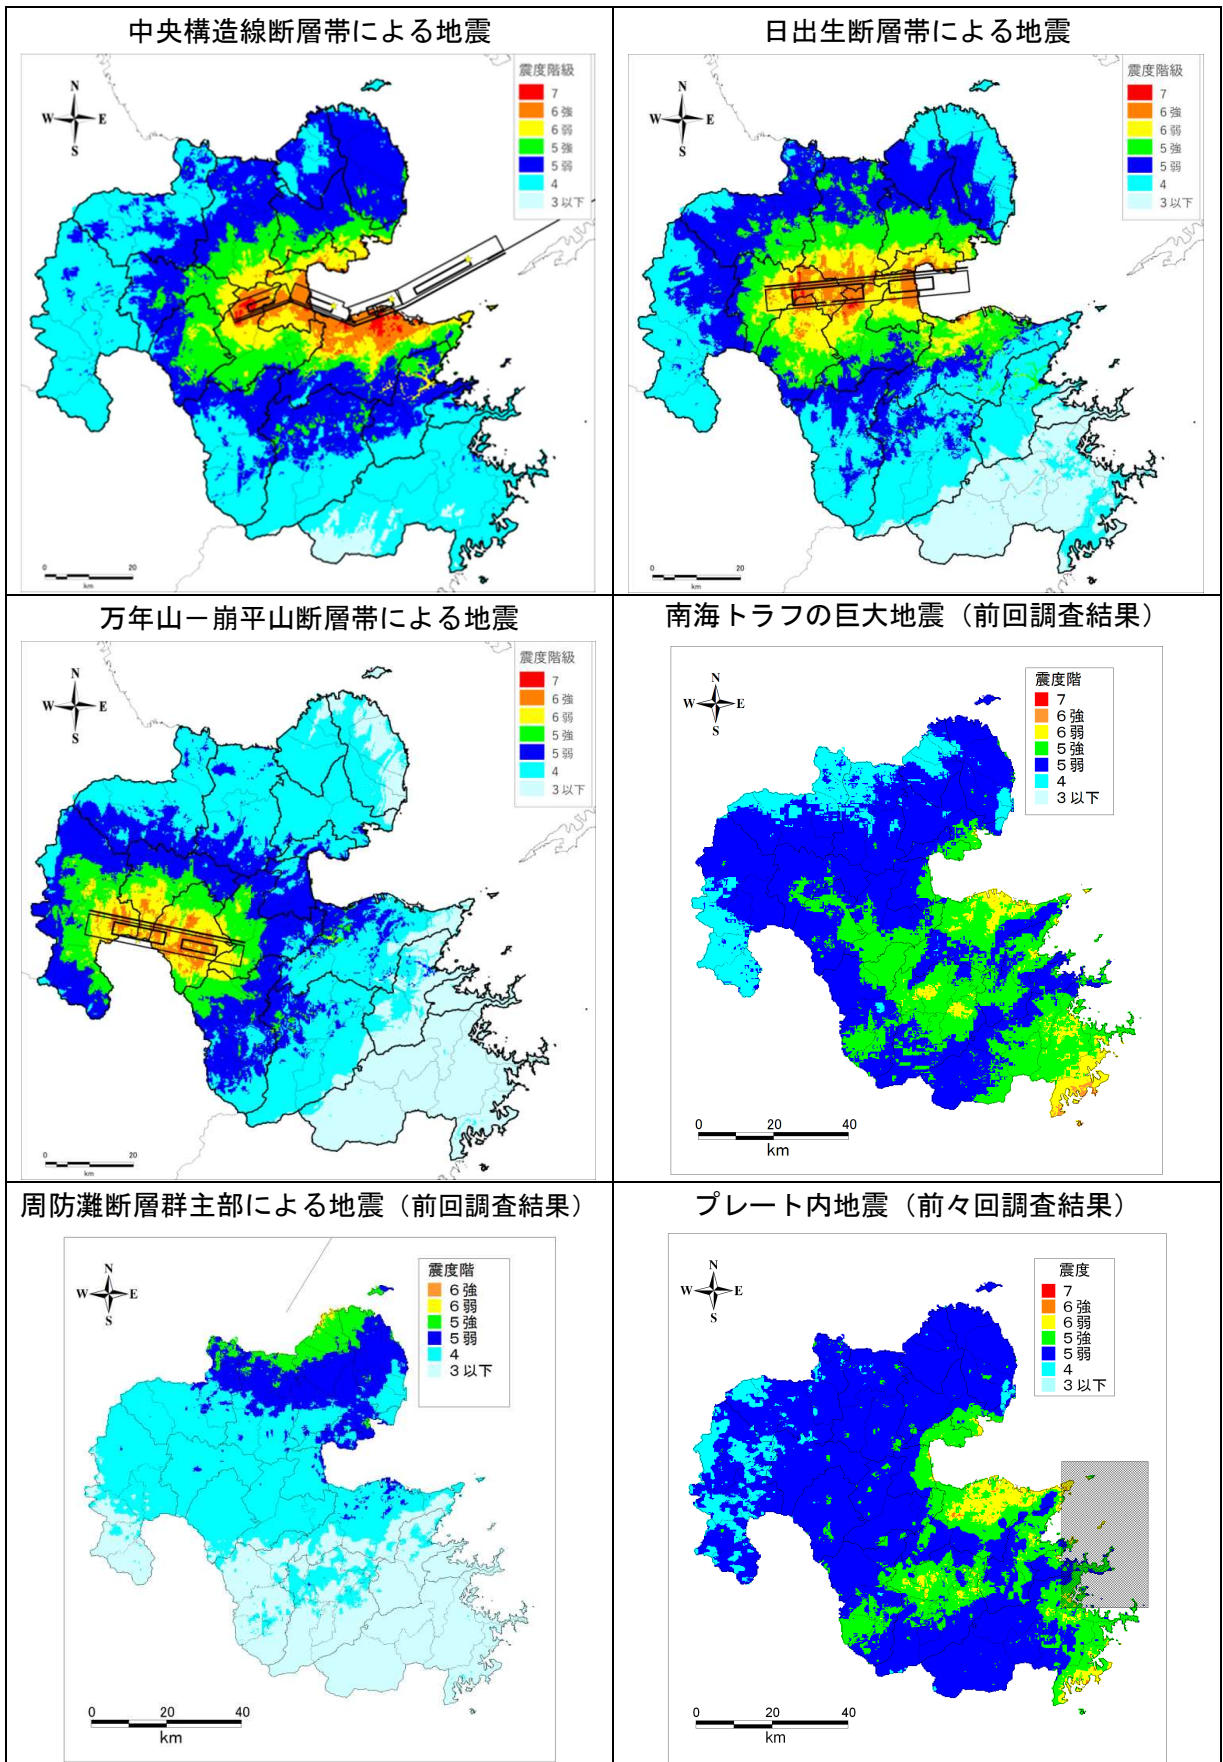 中央構造線断層帯による地震
震度階級
7
6強
6弱
5強
5弱
4
3以下
N
W E
S
0 20
km
日出生断層帯による地震
震度階級
7
6強
6弱
5強
5弱
4
3以下
N
W E
S
0 20
km
万年山－崩平山断層帯による地震
震度階級
7
6強
6弱
5強
5弱
4
3以下
N
W E
S
0 20
km
南海トラフの巨大地震（前回調査結果）
震度階
7
6強
6弱
5強
5弱
4
3以下
N
W E
S
0 20 40
km
周防灘断層群主部による地震（前回調査結果）
震度階
6強
6弱
5強
5弱
4
3以下
N
W E
S
0 20 40
km
プレート内地震（前々回調査結果）
震度
7
6強
6弱
5強
5弱
4
3以下
N
W E
S
0 20 40
km